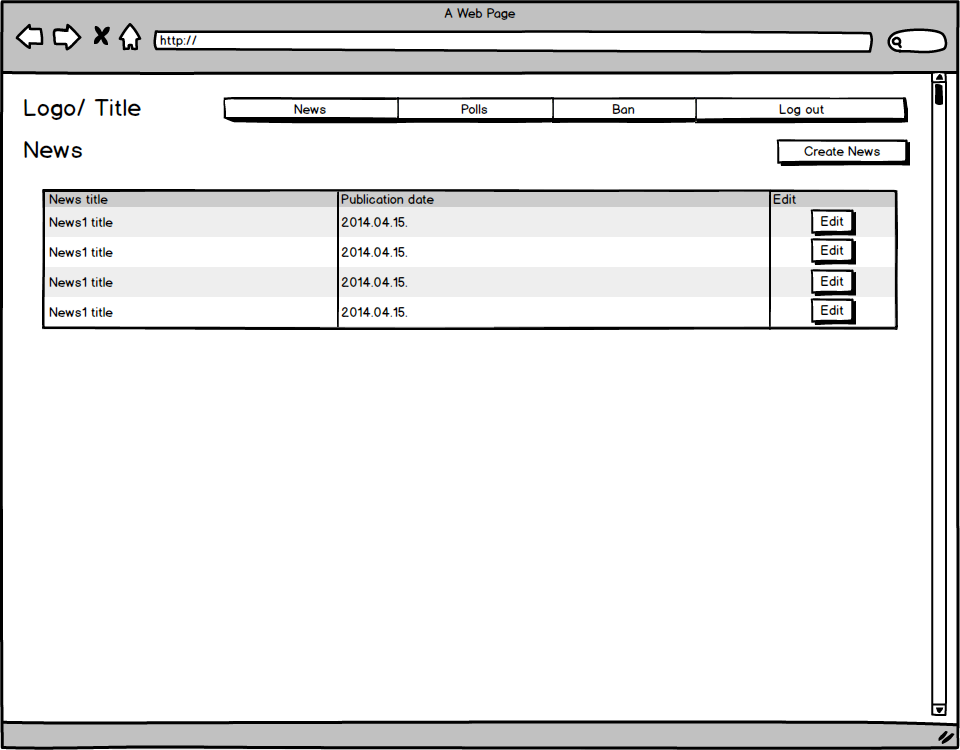 A Web Page
http://
Logo/ Title
News Polls Ban Log out
News
Create News
News title Publication date Edit
News1 title 2014.04.15. Edit
News1 title 2014.04.15. Edit
News1 title 2014.04.15. Edit
News1 title 2014.04.15. Edit